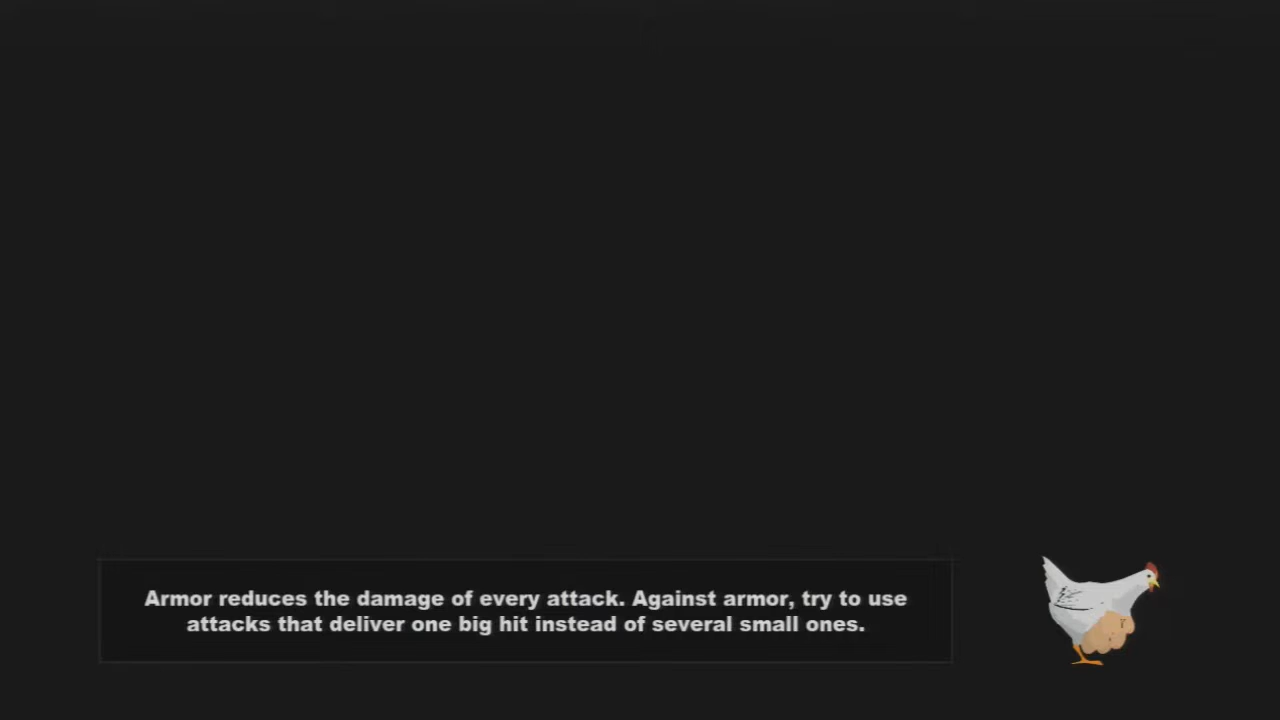 Armor reduces the damage of every attack. Against armor, try to use
attacks that deliver one big hit instead of several small ones.